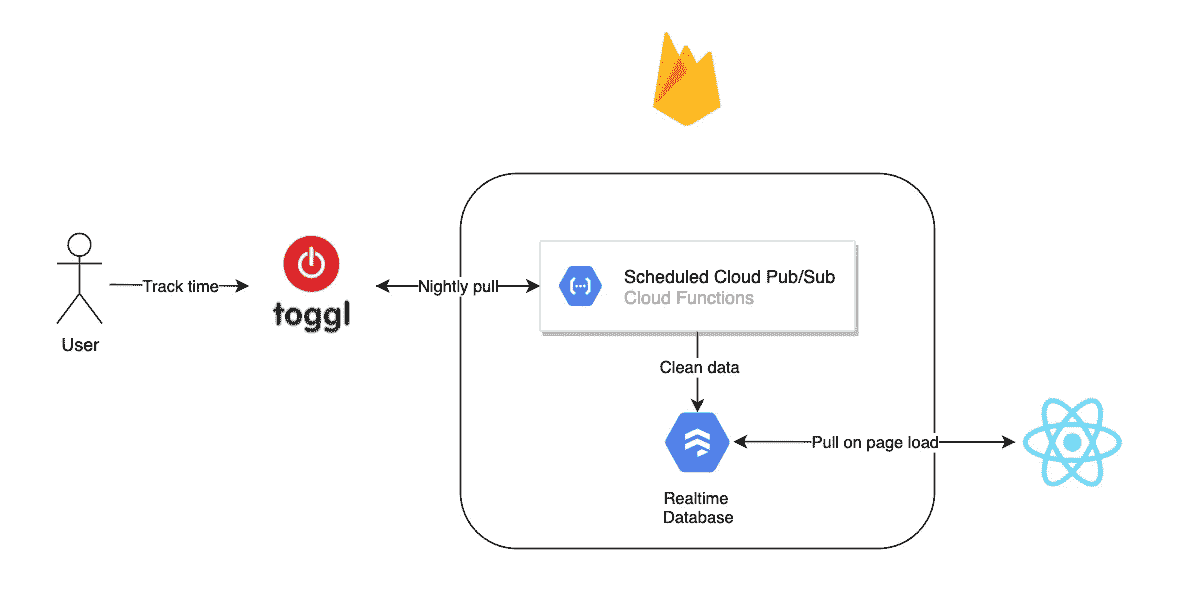 Track time
toggl
User
Nightly pull
Scheduled Cloud Pub/Sub
Cloud Functions
Clean data
Pull on page load
Realtime
Database